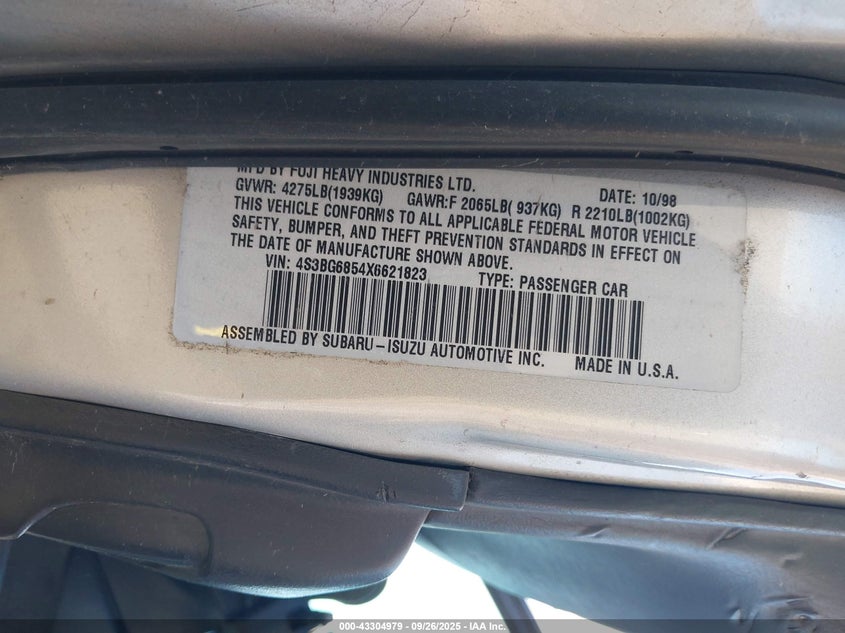 MFD BY FUJI HEAVY INDUSTRIES LTD. DATE: 10/98
GVWR: 4275LB(1939KG) GAWR:F 2065LB( 937KG) R 2210LB(1002KG)
THIS VEHICLE CONFORMS TO ALL APPLICABLE FEDERAL MOTOR VEHICLE
SAFETY, BUMPER, AND THEFT PREVENTION STANDARDS IN EFFECT ON
THE DATE OF MANUFACTURE SHOWN ABOVE.
VIN: 4S3BG6854X6621823 TYPE: PASSENGER CAR
ASSEMBLED BY SUBARU-ISUZU AUTOMOTIVE INC. MADE IN U.S.A.
000-43304979 - 09/26/2025 - IAA Inc.